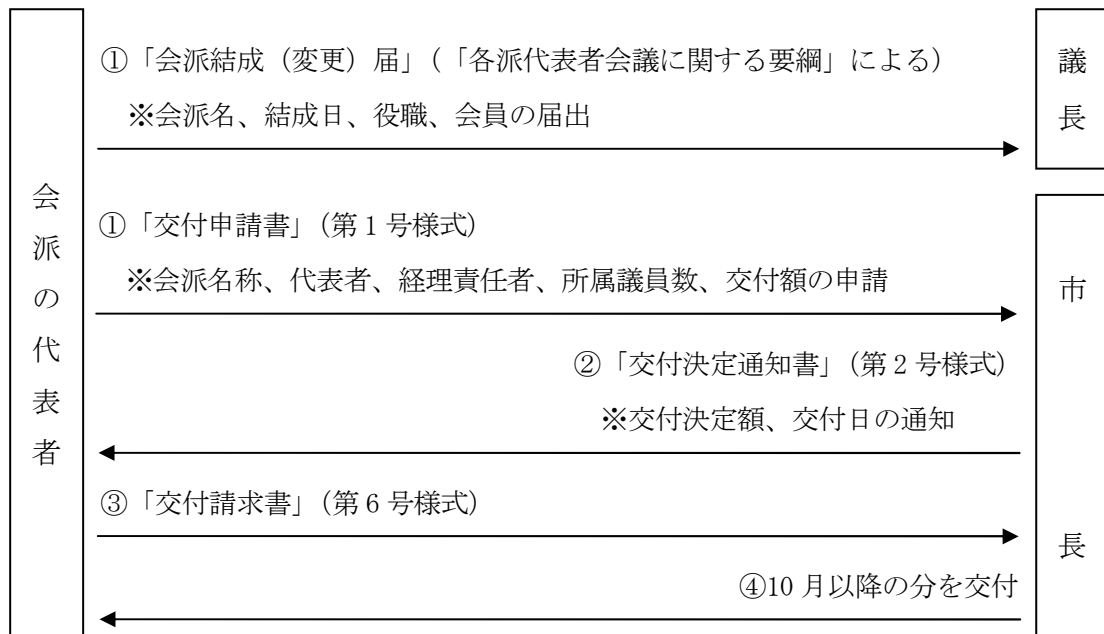 会派の代表者
①「会派結成（変更）届」（「各派代表者会議に関する要綱」による）
※会派名、結成日、役職、会員の届出
議長
①「交付申請書」（第１号様式）
※会派名称、代表者、経理責任者、所属議員数、交付額の申請
②「交付決定通知書」（第２号様式）
※交付決定額、交付日の通知
③「交付請求書」（第６号様式）
④10月以降の分を交付
市長